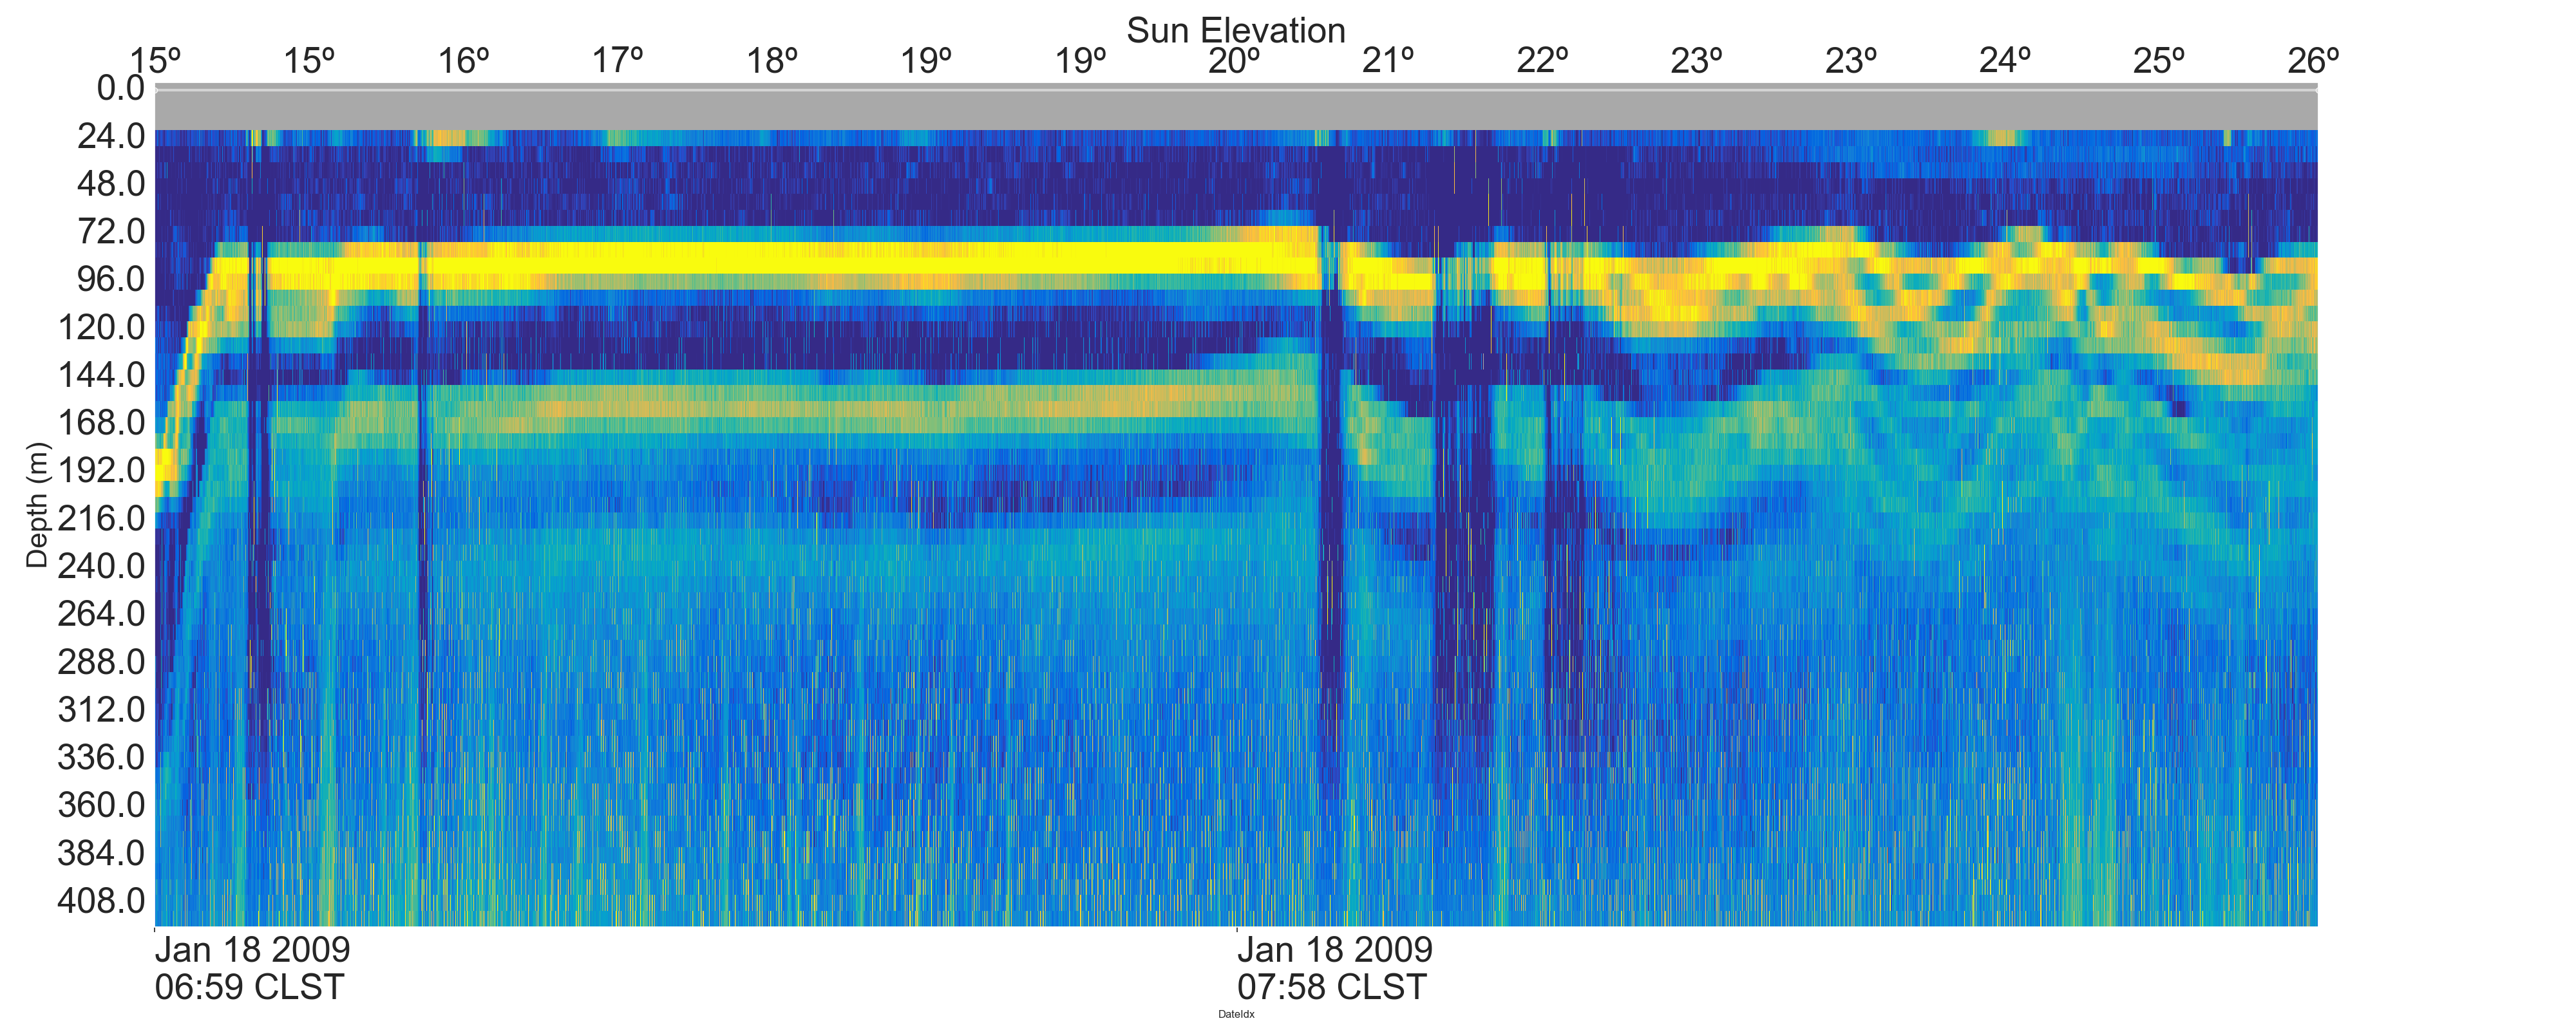 Sun Elevation
15º 15º 16º 17º 18º 19º 19º 20º 21º 22º 23º 23º 24º 25º 26º
0.0
24.0
48.0
72.0
96.0
120.0
144.0
168.0
192.0
216.0
240.0
264.0
288.0
312.0
336.0
360.0
384.0
408.0
Depth (m)
Jan 18 2009
06:59 CLST
Jan 18 2009
07:58 CLST
DateIdx